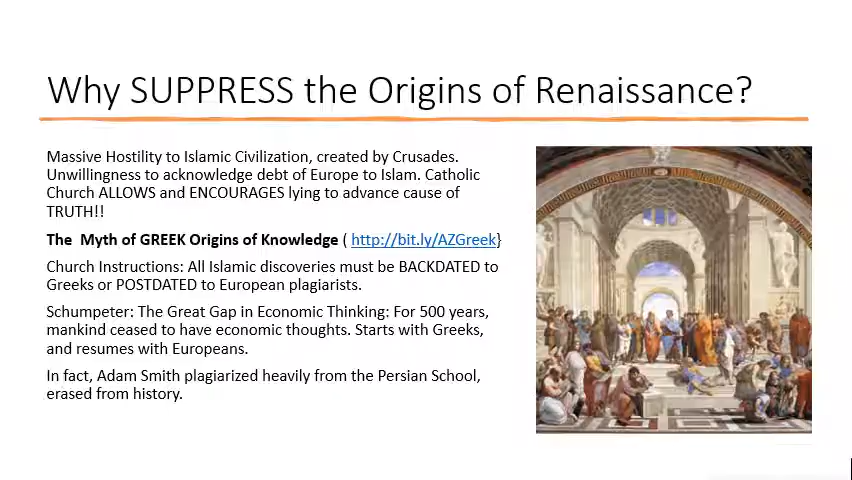 Why SUPPRESS the Origins of Renaissance?
Massive Hostility to Islamic Civilization, created by Crusades.
Unwillingness to acknowledge debt of Europe to Islam. Catholic
Church ALLOWS and ENCOURAGES lying to advance cause of
TRUTH!!
The  Myth of GREEK Origins of Knowledge ( http://bit.ly/AZGreek}
Church Instructions: All Islamic discoveries must be BACKDATED to
Greeks or POSTDATED to European plagiarists.
Schumpeter: The Great Gap in Economic Thinking: For 500 years,
mankind ceased to have economic thoughts. Starts with Greeks,
and resumes with Europeans.
In fact, Adam Smith plagiarized heavily from the Persian School,
erased from history.